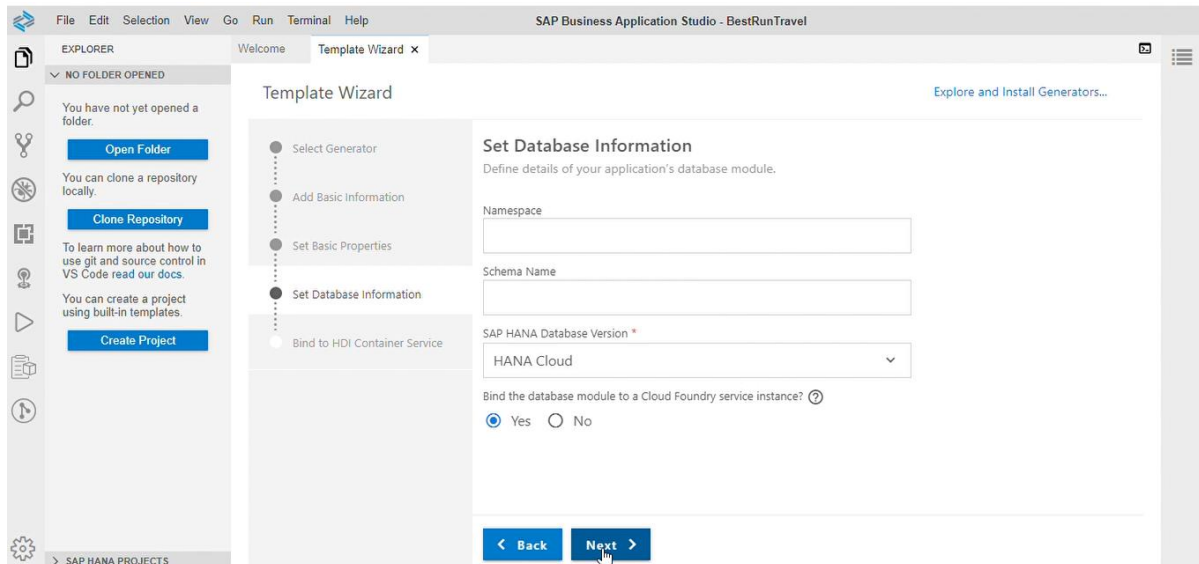 File Edit Selection View Go Run Terminal Help
SAP Business Application Studio - BestRunTravel
EXPLORER
NO FOLDER OPENED
You have not yet opened a
folder.
Open Folder
You can clone a repository
locally.
Clone Repository
To learn more about how to
use git and source control in
VS Code read our docs.
You can create a project
using built-in templates.
Create Project
SAP HANA PROJECTS
Welcome
Template Wizard
Template Wizard
Explore and Install Generators...
Select Generator
Add Basic Information
Set Basic Properties
Set Database Information
Bind to HDI Container Service
Set Database Information
Define details of your application's database module.
Namespace
Schema Name
SAP HANA Database Version *
HANA Cloud
Bind the database module to a Cloud Foundry service instance?
Yes No
Back Next